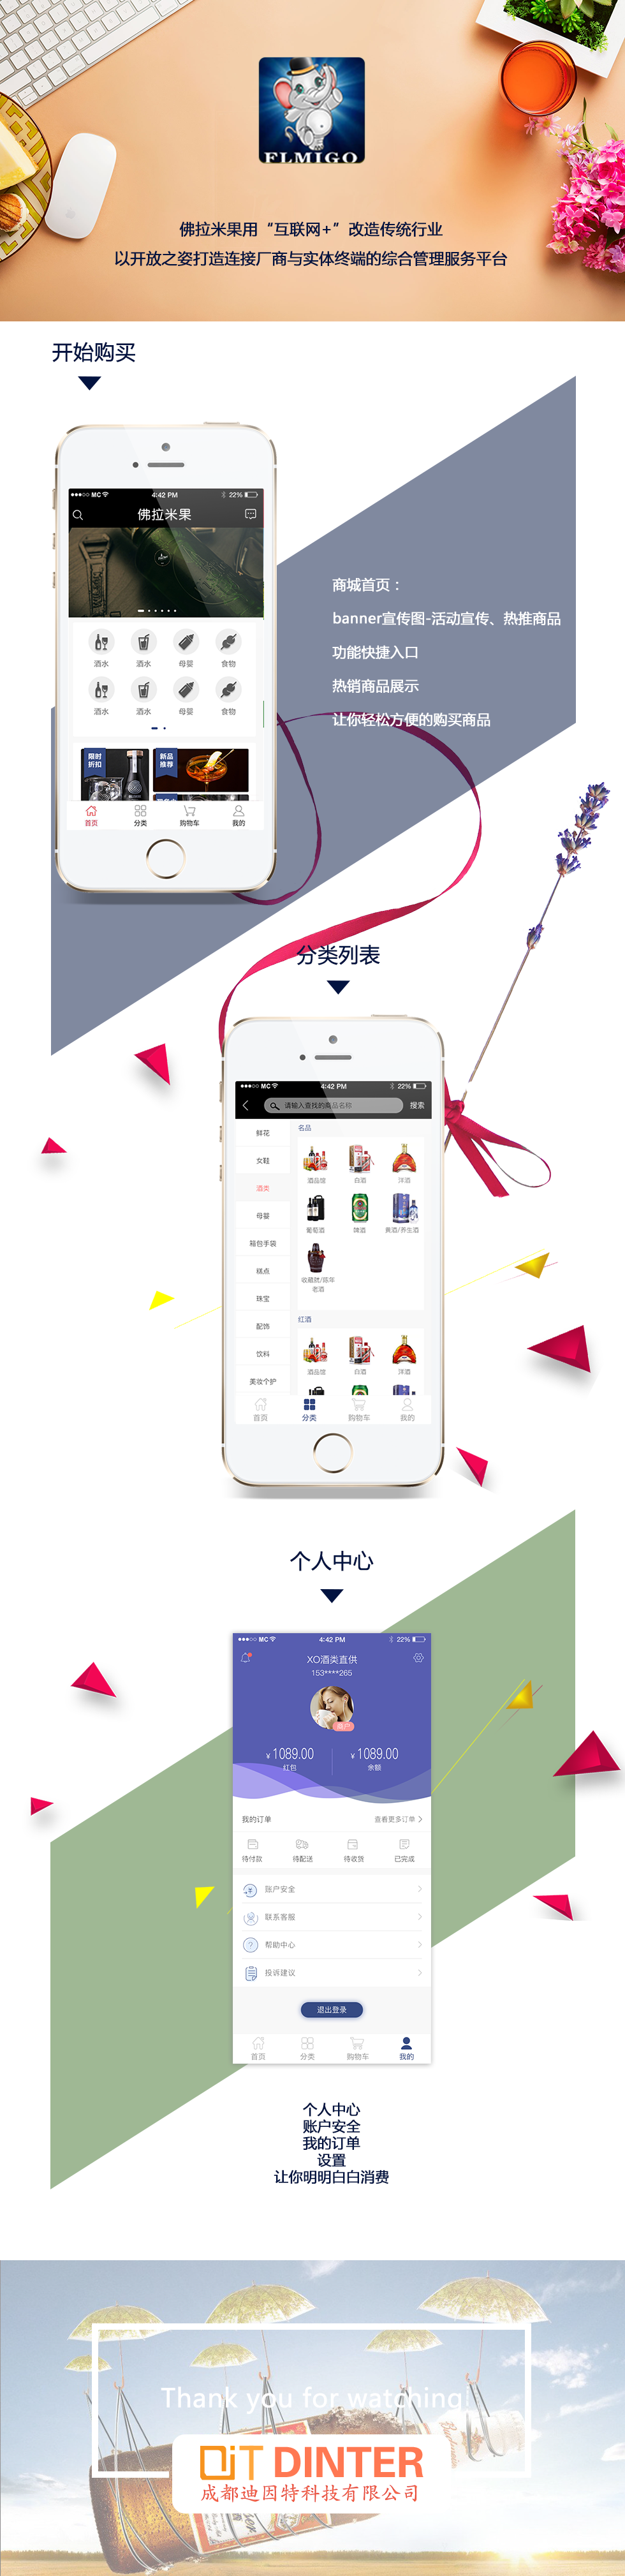 FLMIGO
佛拉米果用“互联网+”改造传统行业
以开放之姿打造连接厂商与实体终端的综合管理服务平台
开始购买
MC 4:42 PM 22%
佛拉米果
酒水 酒水 母婴 食物
酒水 酒水 母婴 食物
限时折扣
新品推荐
首页 分类 购物车 我的
商城首页：
banner宣传图-活动宣传、热推商品
功能快捷入口
热销商品展示
让你轻松方便的购买商品
分类列表
MC 4:42 PM 22%
请输入查找的商品名称 搜索
鲜花
女鞋
酒类
母婴
箱包手袋
糕点
珠宝
配饰
饮料
美妆个护
名品
酒品馆 白酒 洋酒
葡萄酒 啤酒 黄酒/养生酒
收藏酒/陈年
老酒
红酒
酒品馆 白酒 洋酒
首页 分类 购物车 我的
个人中心
MC 4:42 PM 22%
XO酒类直供
153****265
商户
¥ 1089.00 ¥ 1089.00
红包 余额
我的订单 查看更多订单
待付款 待配送 待收货 已完成
账户安全
联系客服
帮助中心
投诉建议
退出登录
首页 分类 购物车 我的
个人中心
账户安全
我的订单
设置
让你明明白白消费
Thank you for watching!
DiT DINTER
成都迪因特科技有限公司